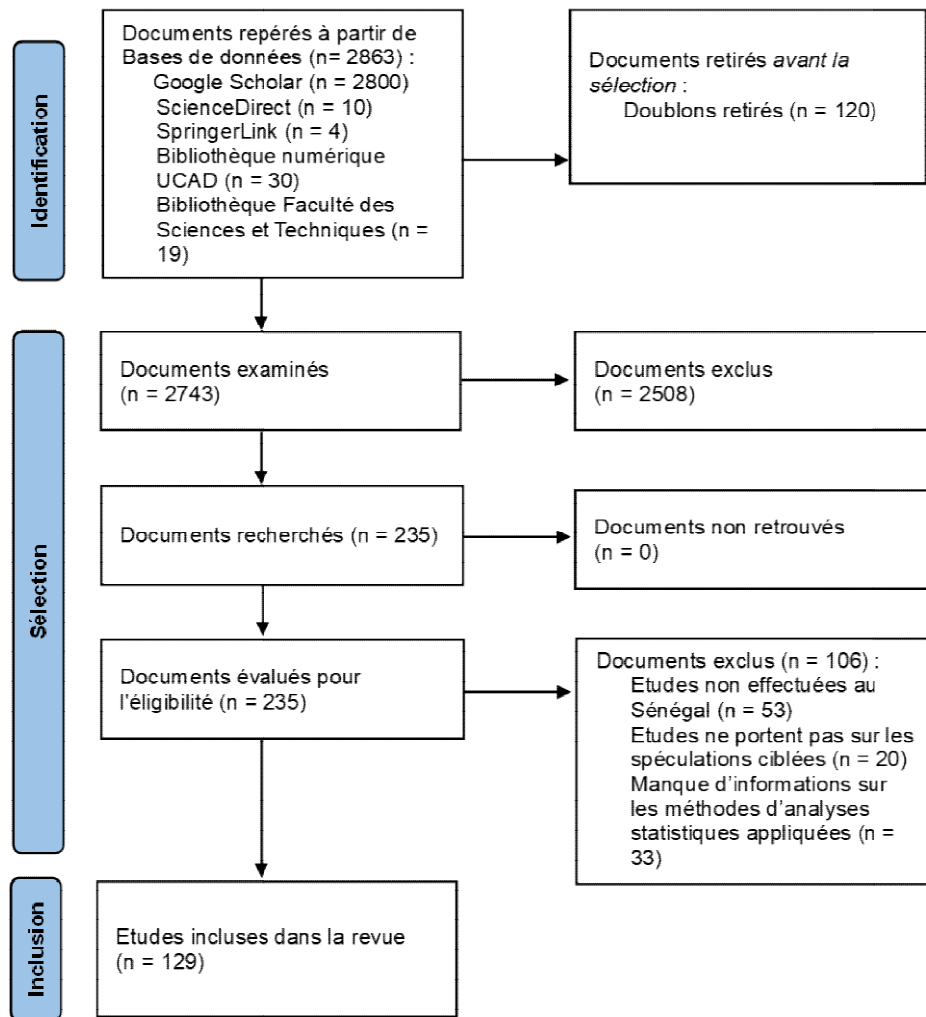 Identification
Documents repérés à partir de
Bases de données (n= 2863) :
Google Scholar (n = 2800)
ScienceDirect (n = 10)
SpringerLink (n = 4)
Bibliothèque numérique
UCAD (n = 30)
Bibliothèque Faculté des
Sciences et Techniques (n =
19)
Documents retirés avant la
sélection :
Doublons retirés (n = 120)
Sélection
Documents examinés
(n = 2743)
Documents exclus
(n = 2508)
Documents recherchés (n = 235)
Documents non retrouvés
(n = 0)
Documents évalués pour
l'éligibilité (n = 235)
Documents exclus (n = 106) :
Etudes non effectuées au
Sénégal (n = 53)
Etudes ne portent pas sur les
spéculations ciblées (n = 20)
Manque d'informations sur
les méthodes d'analyses
statistiques appliquées (n =
33)
Inclusion
Etudes incluses dans la revue
(n = 129)